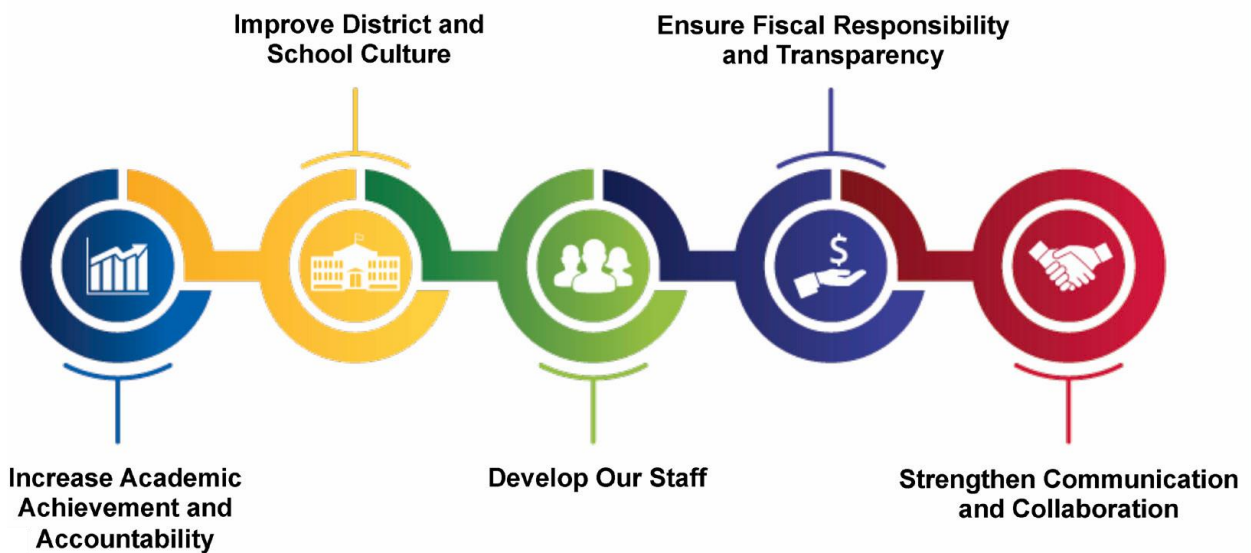 Improve District and
School Culture
Ensure Fiscal Responsibility
and Transparency
$
Increase Academic
Achievement and
Accountability
Develop Our Staff
Strengthen Communication
and Collaboration